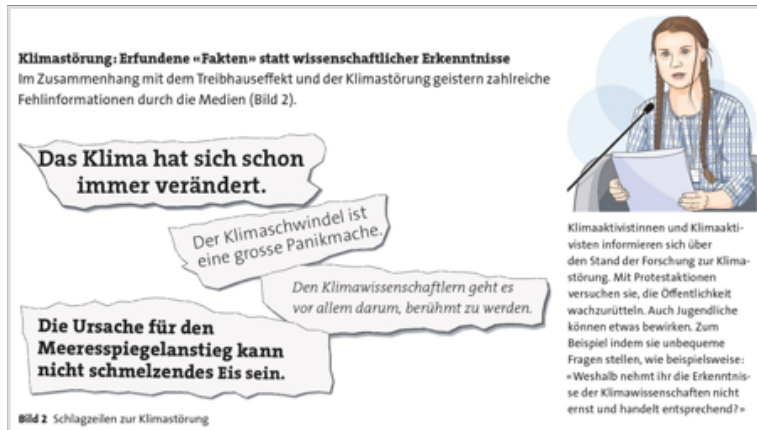 Klimastörung: Erfundene «Fakten» statt wissenschaftlicher Erkenntnisse
Im Zusammenhang mit dem Treibhauseffekt und der Klimastörung geistern zahlreiche
Fehlinformationen durch die Medien (Bild 2).
Das Klima hat sich schon
immer verändert.
Der Klimaschwindel ist
eine grosse Panikmache.
Den Klimawissenschaftlern geht es
vor allem darum, berühmt zu werden.
Die Ursache für den
Meeresspiegelanstieg kann
nicht schmelzendes Eis sein.
Bild 2 Schlagzeilen zur Klimastörung
Klimaaktivistinnen und Klimaakti-
visten informieren sich über
den Stand der Forschung zur Klima-
störung. Mit Protestaktionen
versuchen sie, die Öffentlichkeit
wachzurütteln. Auch Jugendliche
können etwas bewirken. Zum
Beispiel indem sie unbequeme
Fragen stellen, wie beispielsweise:
«Weshalb nehmt ihr die Erkenntnis-
se der Klimawissenschaften nicht
ernst und handelt entsprechend?»